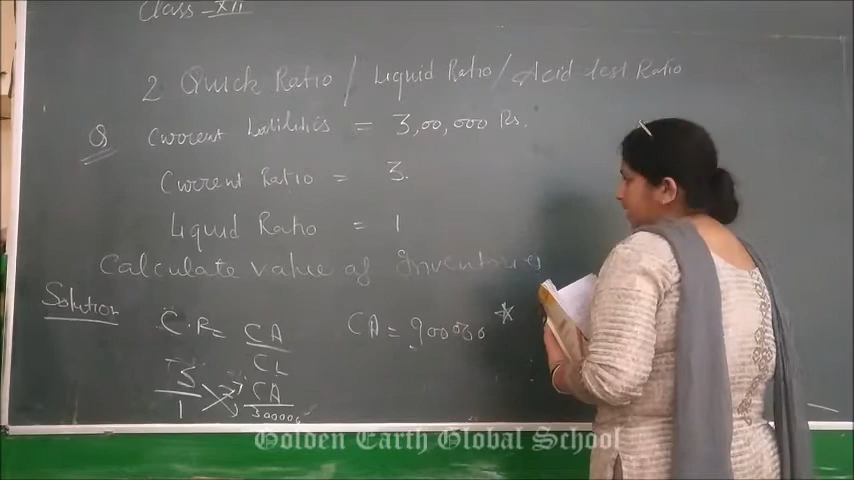 Class - XII
2 Quick Ratio / Liquid Ratio / Acid test Ratio
Q Current Liabilities = 3,00,000 Rs.
Current Ratio = 3.
Liquid Ratio = 1
Calculate value of Inventories
Solution
C.R = CA / CL
CA = 900000 *
3 / 1 CA / 300000
Golden Earth Global School